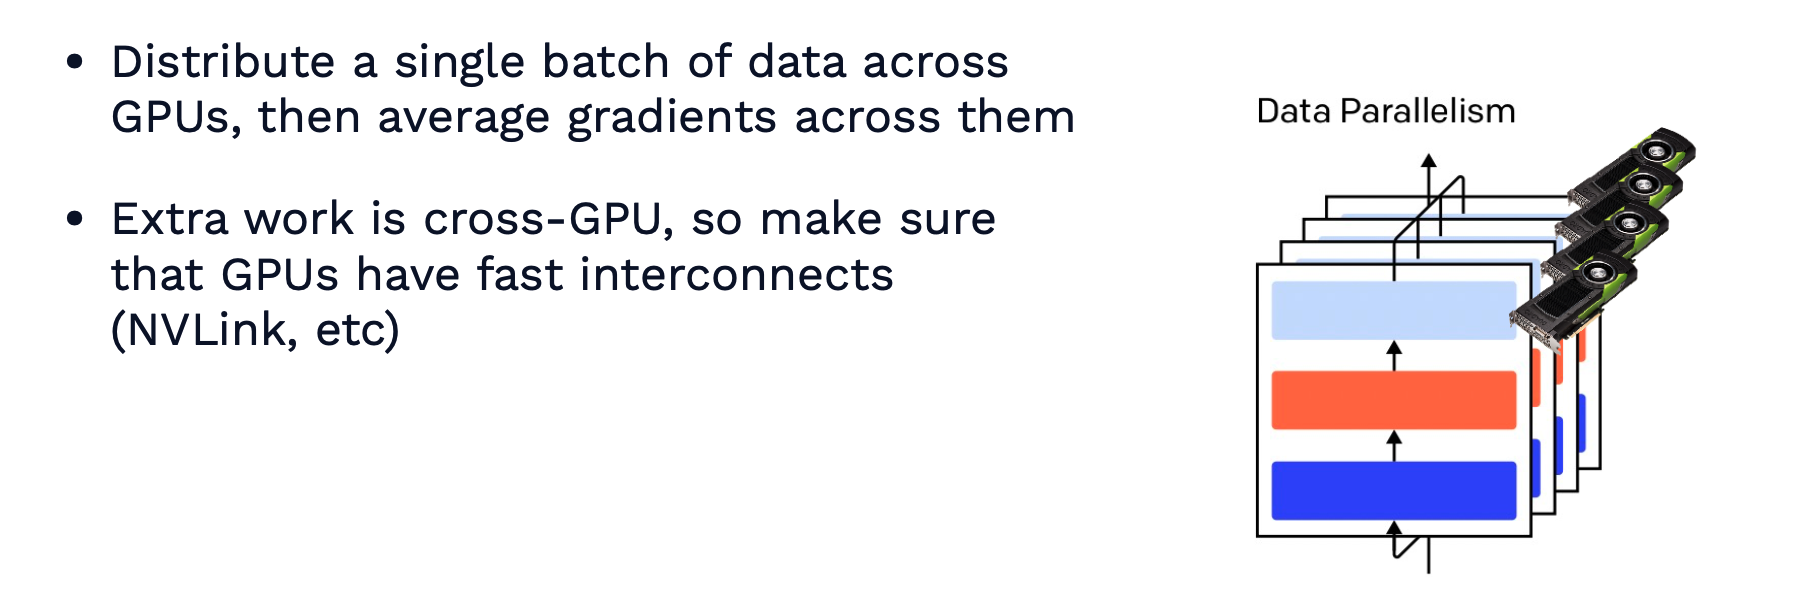 • Distribute a single batch of data across
GPUs, then average gradients across them
• Extra work is cross-GPU, so make sure
that GPUs have fast interconnects
(NVLink, etc)
Data Parallelism